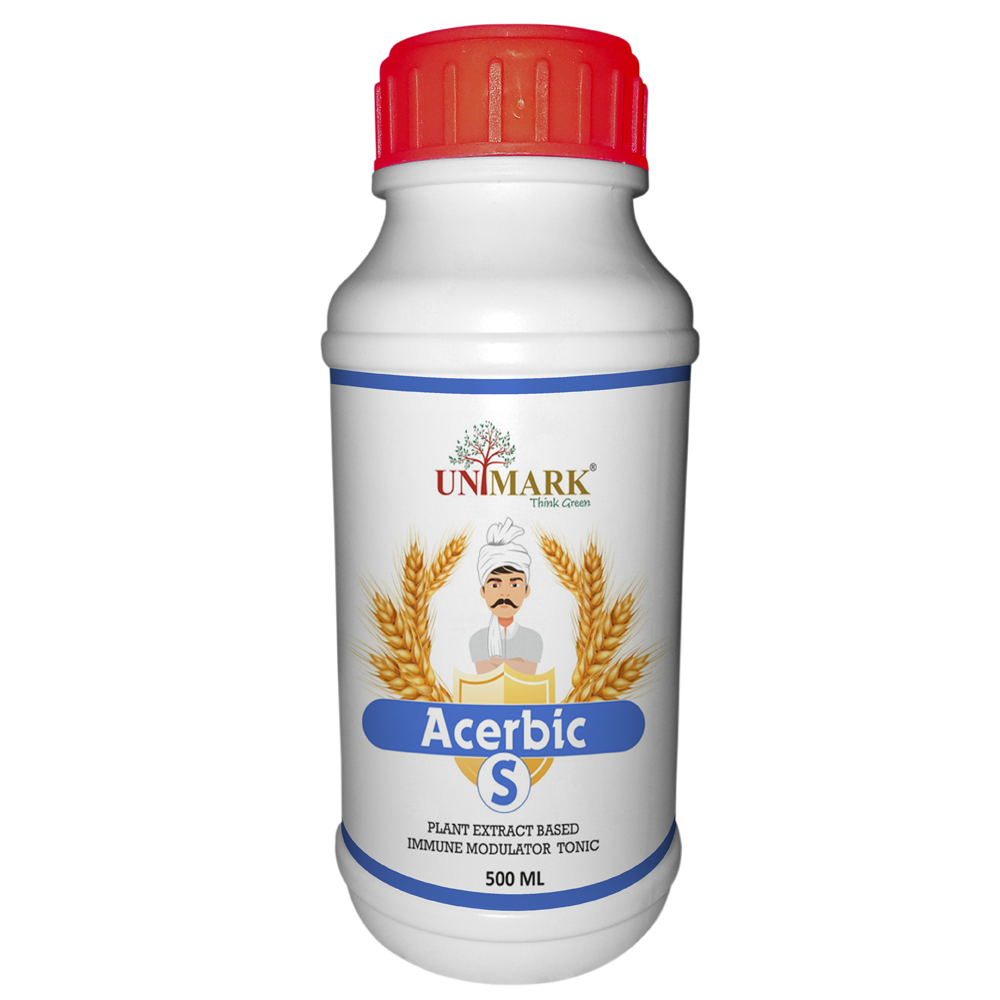 UNIMARK®
Think Green
Acerbic
S
PLANT EXTRACT BASED
IMMUNE MODULATOR TONIC
500 ML